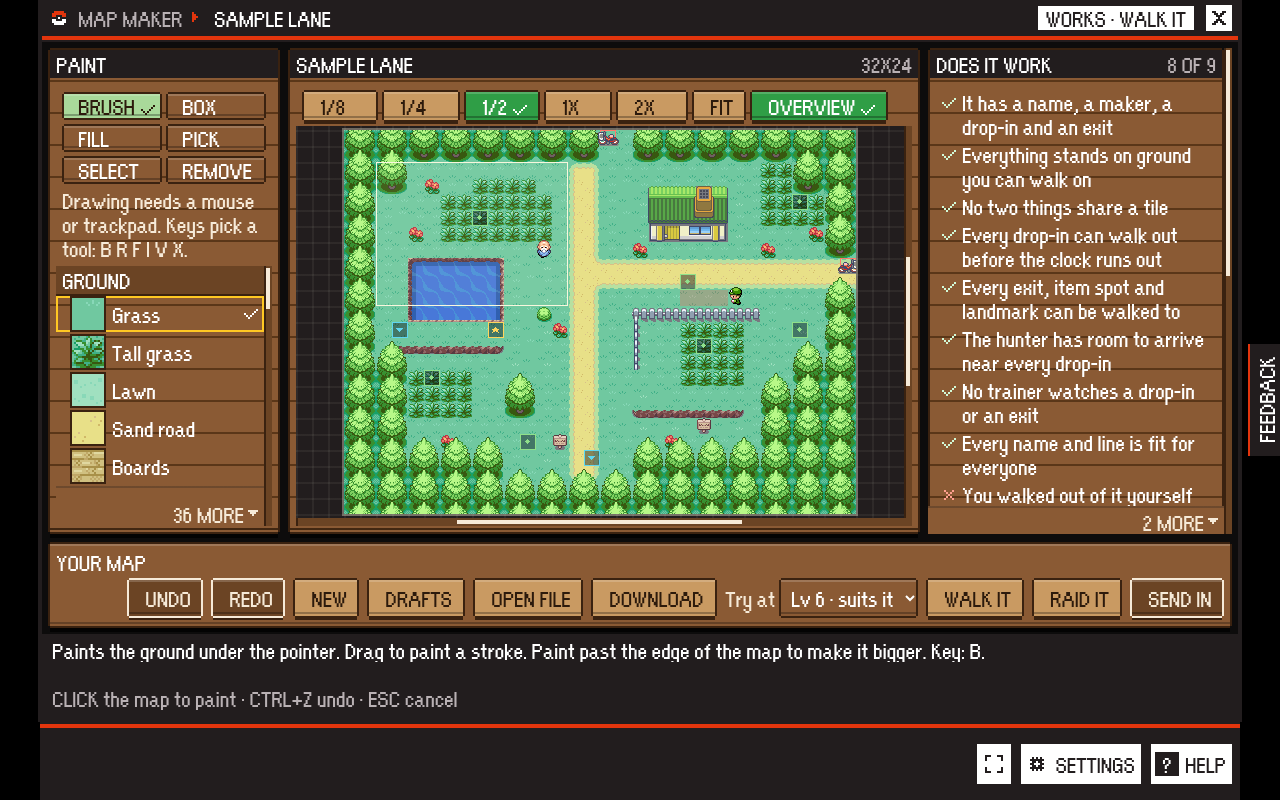 MAP MAKER SAMPLE LANE
WORKS · WALK IT X
PAINT
BRUSH BOX
FILL PICK
SELECT REMOVE
Drawing needs a mouse
or trackpad. Keys pick a
tool: B R F I V X.
GROUND
Grass
Tall grass
Lawn
Sand road
Boards
36 MORE
SAMPLE LANE 32X24
1/8 1/4 1/2 1X 2X FIT OVERVIEW
DOES IT WORK 8 OF 9
It has a name, a maker, a
drop-in and an exit
Everything stands on ground
you can walk on
No two things share a tile
Every drop-in can walk out
before the clock runs out
Every exit, item spot and
landmark can be walked to
The hunter has room to arrive
near every drop-in
No trainer watches a drop-in
or an exit
Every name and line is fit for
everyone
You walked out of it yourself
2 MORE
FEEDBACK
YOUR MAP
UNDO REDO NEW DRAFTS OPEN FILE DOWNLOAD Try at Lv 6 · suits it WALK IT RAID IT SEND IN
Paints the ground under the pointer. Drag to paint a stroke. Paint past the edge of the map to make it bigger. Key: B.
CLICK the map to paint · CTRL+Z undo · ESC cancel
SETTINGS ? HELP